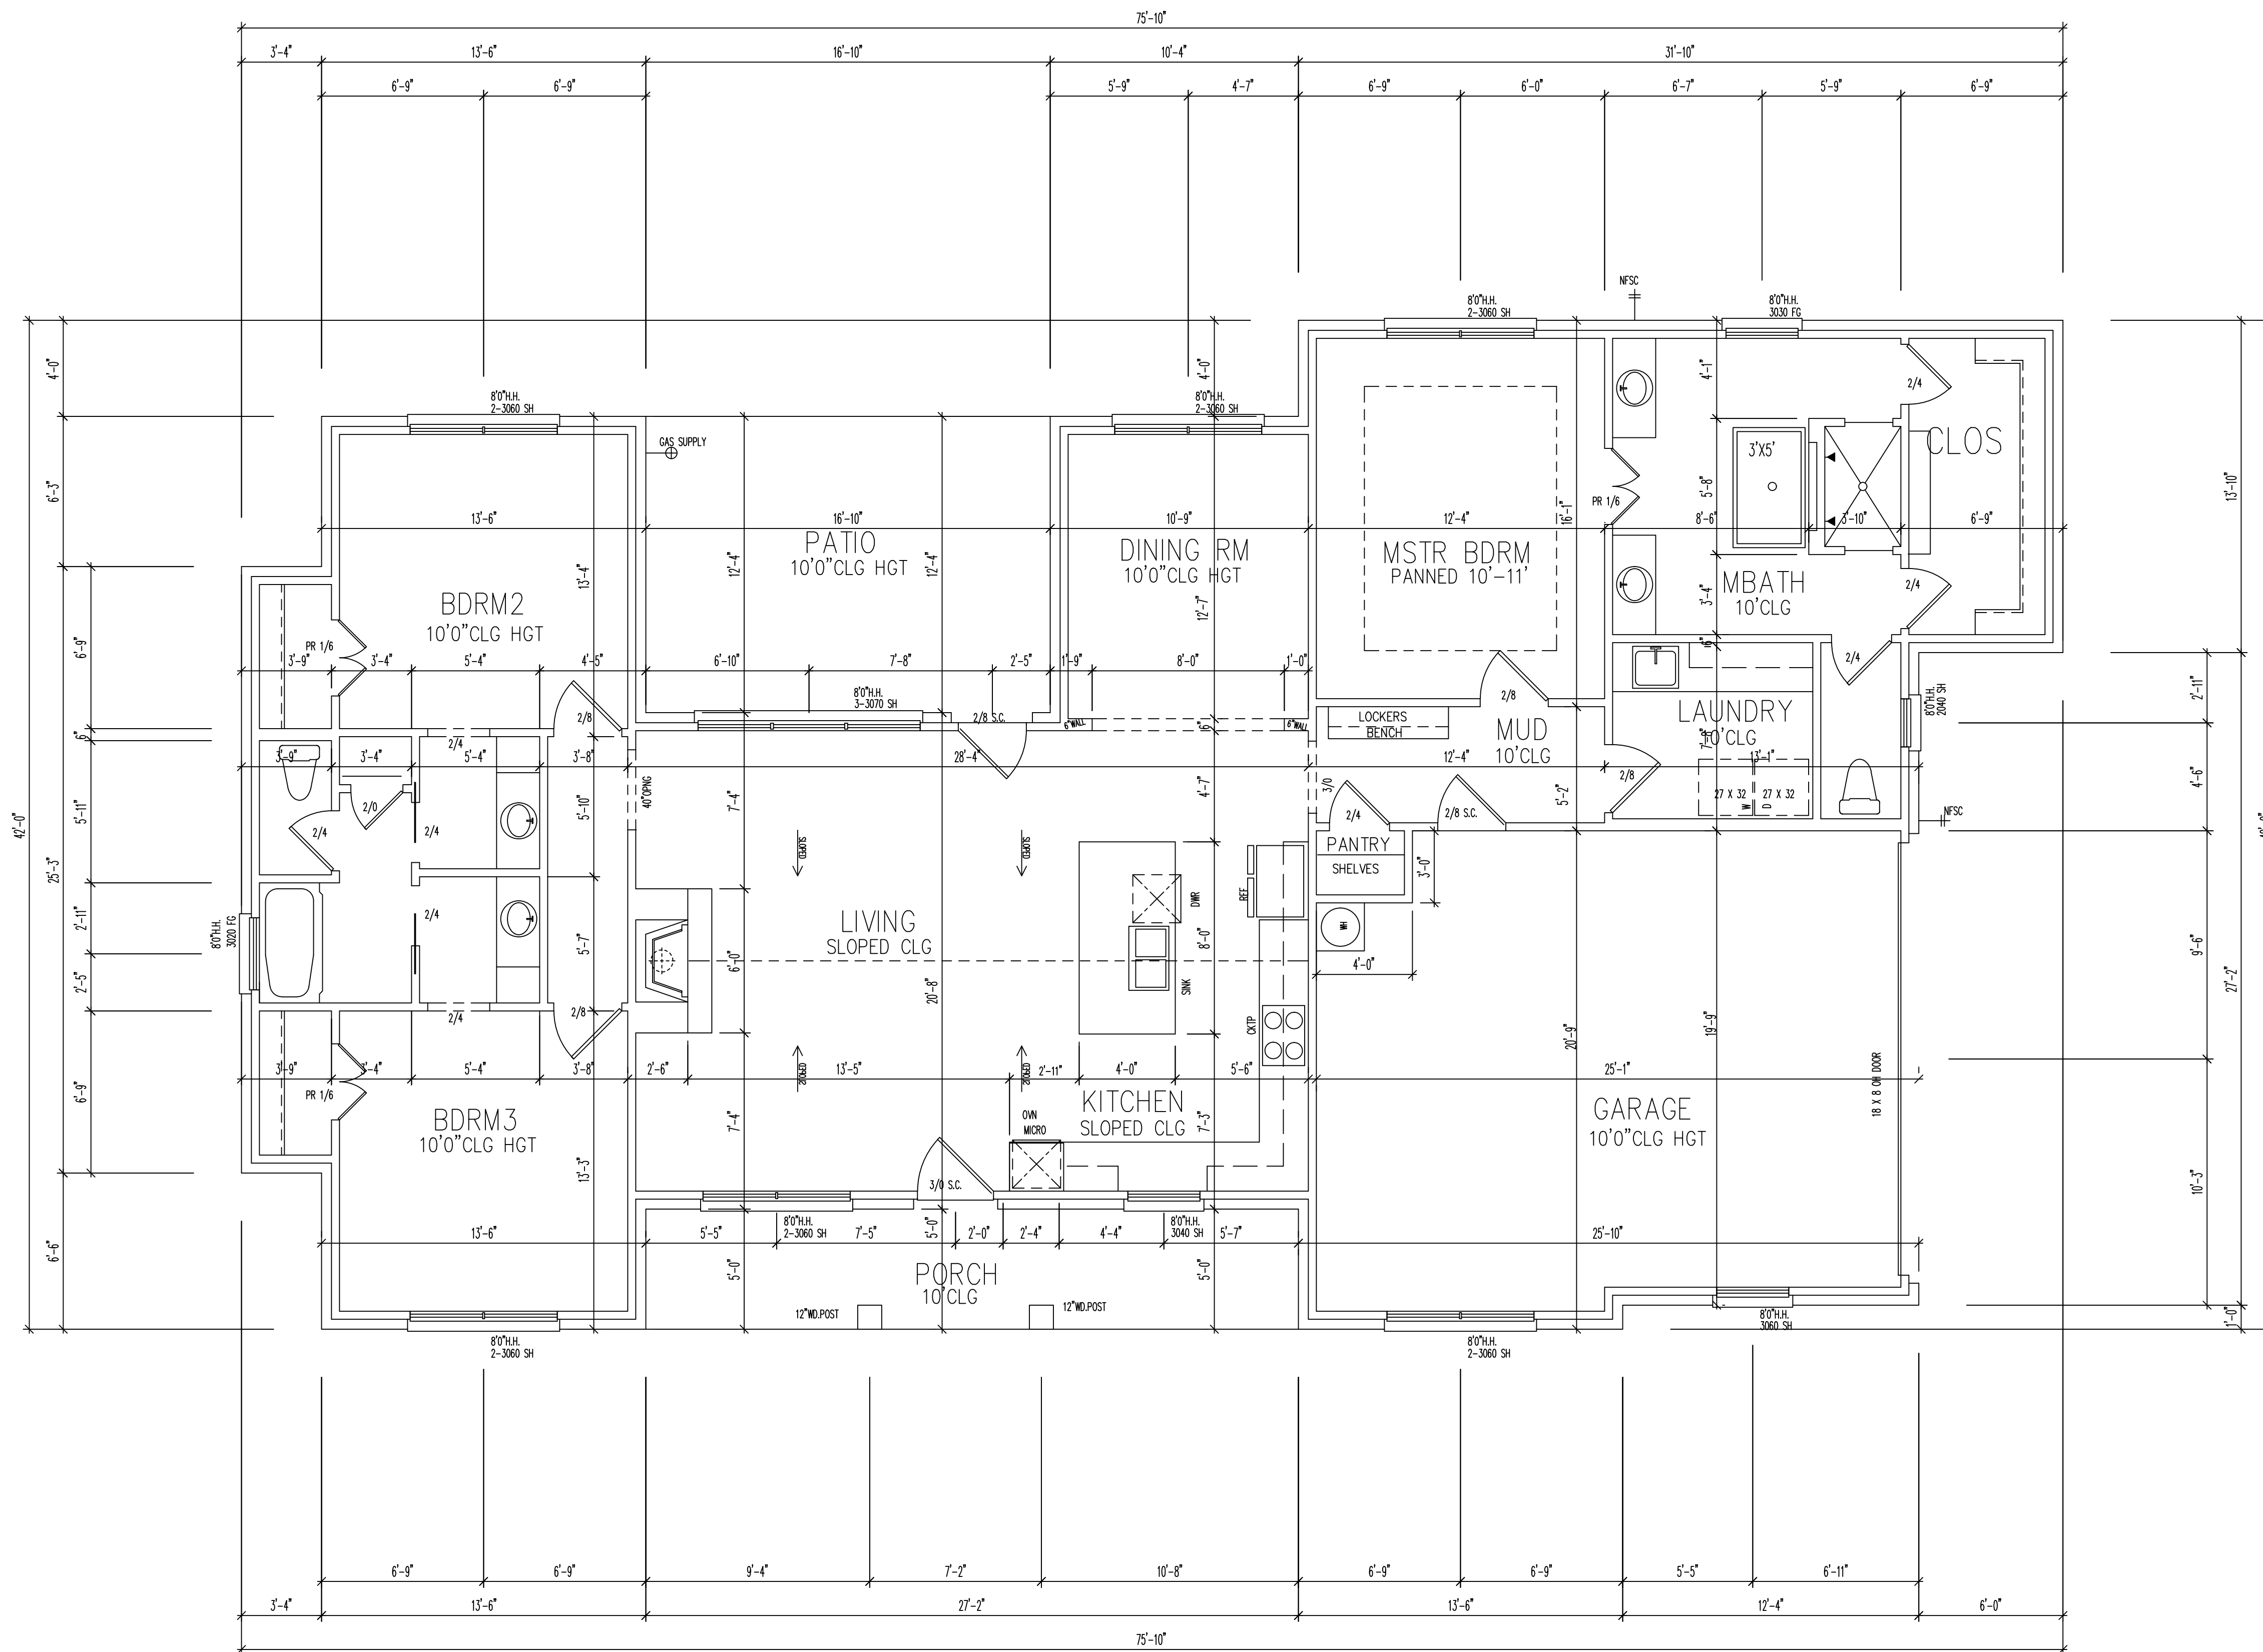 75'-10"
3'-4" 13'-6" 16'-10" 10'-4" 31'-10"
6'-9" 6'-9" 5'-9" 4'-7" 6'-9" 6'-0" 6'-7" 5'-9" 6'-9"
NFSC
8'0"H.H.
2-3060 SH
8'0"H.H.
3030 FG
4'-0"
4'-0"
4'-1"
2/4
8'0"H.H.
2-3060 SH
8'0"H.H.
2-3060 SH
GAS SUPPLY
CLOS
3'X5'
6'-3"
5'-8"
13'-10"
PR 1/6
13'-6" 16'-10" 10'-9" 12'-4" 16'-1" 8'-6" 3'-10" 6'-9"
PATIO
10'0"CLG HGT
DINING RM
10'0"CLG HGT
MSTR BDRM
PANNED 10'-11'
MBATH
10'CLG
13'-4"
12'-4"
12'-4"
12'-7"
3'-4"
2/4
BDRM2
10'0"CLG HGT
PR 1/6
6'-9"
6"
2/4
3'-9" 3'-4" 5'-4" 4'-5" 6'-10" 7'-8" 2'-5" 1'-9" 8'-0" 1'-0"
8'0"H.H.
3-3070 SH
2/8
2/8 S.C.
6"WALL
6"WALL
6"
2/8
LOCKERS
BENCH
MUD
10'CLG
LAUNDRY
10'CLG
8'0"H.H.
2040 SH
2'-11"
6"
2/4
3'-9" 3'-4" 5'-4" 3'-8" 28'-4" 12'-4" 13'-1"
4'-6"
40"OPNG
3/0
2/8
27 X 32
27 X 32
W
D
NFSC
2/0
2/4
2/4
5'-11"
5'-10"
7'-4"
4'-7"
5'-2"
2/4
2/8 S.C.
42'-0"
25'-3"
SLOPED
SLOPED
PANTRY
SHELVES
3'-0"
REF
DWR
LIVING
SLOPED CLG
2/4
2'-11"
8'0"H.H.
3020 FG
5'-7"
6'-0"
20'-8"
8'-0"
WH
4'-0"
9'-6"
27'-2"
2'-5"
SINK
2/4
2/8
CKTP
20'-9"
19'-9"
18 X 8 OH DOOR
SLOPED
SLOPED
3'-9" 3'-4" 5'-4" 3'-8" 2'-6" 13'-5" 2'-11" 4'-0" 5'-6" 25'-1"
PR 1/6
6'-9"
BDRM3
10'0"CLG HGT
OVN
MICRO
KITCHEN
SLOPED CLG
GARAGE
10'0"CLG HGT
7'-4"
7'-3"
13'-3"
10'-3"
3/0 S.C.
8'0"H.H.
2-3060 SH
8'0"H.H.
3040 SH
5'-0"
13'-6" 5'-5" 7'-5" 2'-0" 2'-4" 4'-4" 5'-7" 25'-10"
6'-6"
5'-0"
5'-0"
PORCH
10'CLG
12"WD.POST
12"WD.POST
8'0"H.H.
3060 SH
1'-0"
8'0"H.H.
2-3060 SH
8'0"H.H.
2-3060 SH
6'-9" 6'-9" 9'-4" 7'-2" 10'-8" 6'-9" 6'-9" 5'-5" 6'-11"
3'-4" 13'-6" 27'-2" 13'-6" 12'-4" 6'-0"
75'-10"